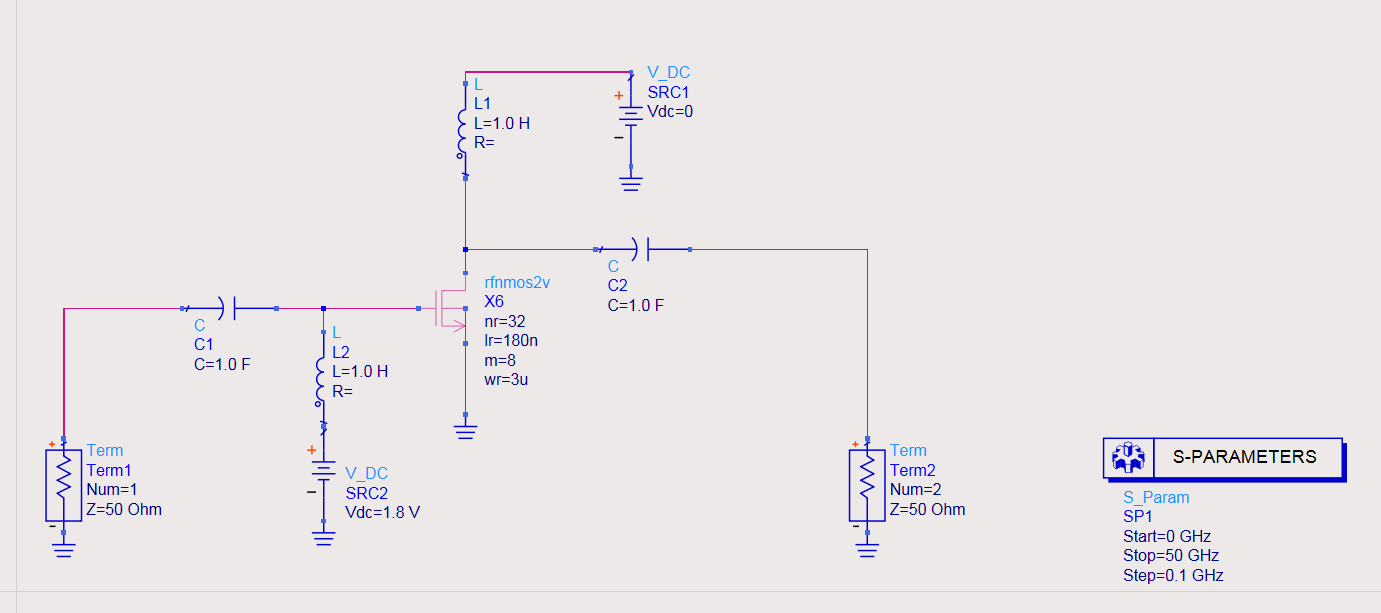 V_DC
SRC1
Vdc=0
+
−
L
L1
L=1.0 H
R=
C
C2
C=1.0 F
rfnmos2v
X6
nr=32
lr=180n
m=8
wr=3u
C
C1
C=1.0 F
L
L2
L=1.0 H
R=
+
−
V_DC
SRC2
Vdc=1.8 V
+
−
Term
Term1
Num=1
Z=50 Ohm
+
−
Term
Term2
Num=2
Z=50 Ohm
S-PARAMETERS
S_Param
SP1
Start=0 GHz
Stop=50 GHz
Step=0.1 GHz